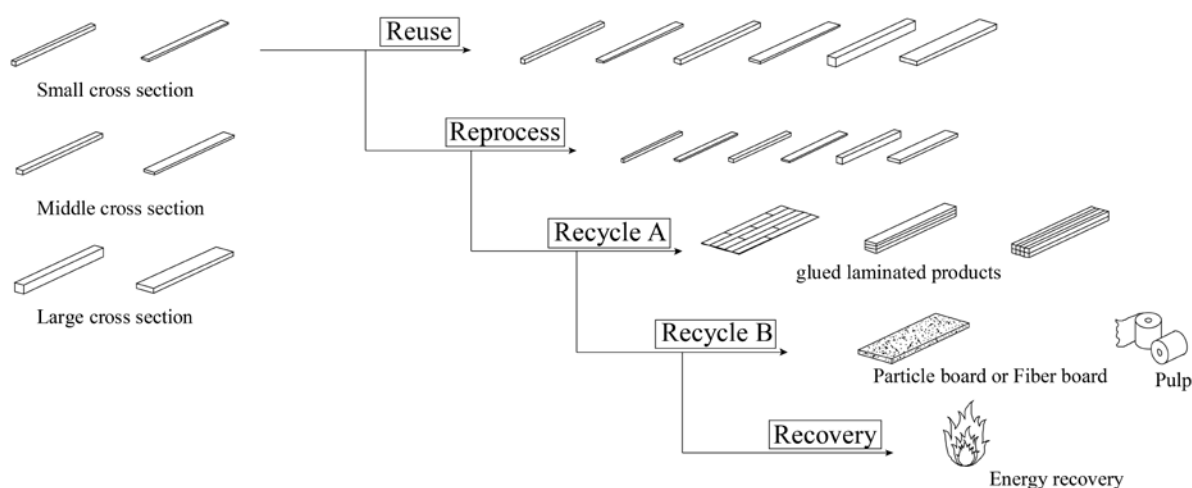 Reuse
Small cross section
Reprocess
Middle cross section
Recycle A
glued laminated products
Large cross section
Recycle B
Particle board or Fiber board
Pulp
Recovery
Energy recovery